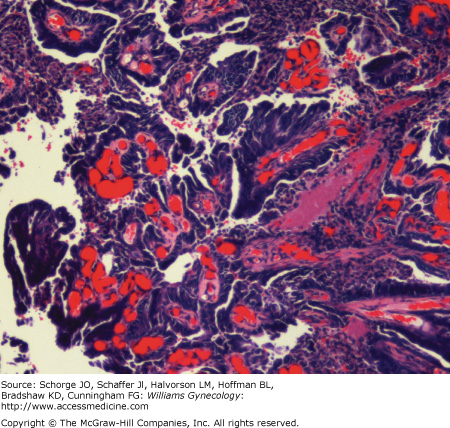 Source: Schorge JO, Schaffer JI, Halvorson LM, Hoffman BL,
Bradshaw KD, Cunningham FG: Williams Gynecology:
http://www.accessmedicine.com
Copyright © The McGraw-Hill Companies, Inc. All rights reserved.